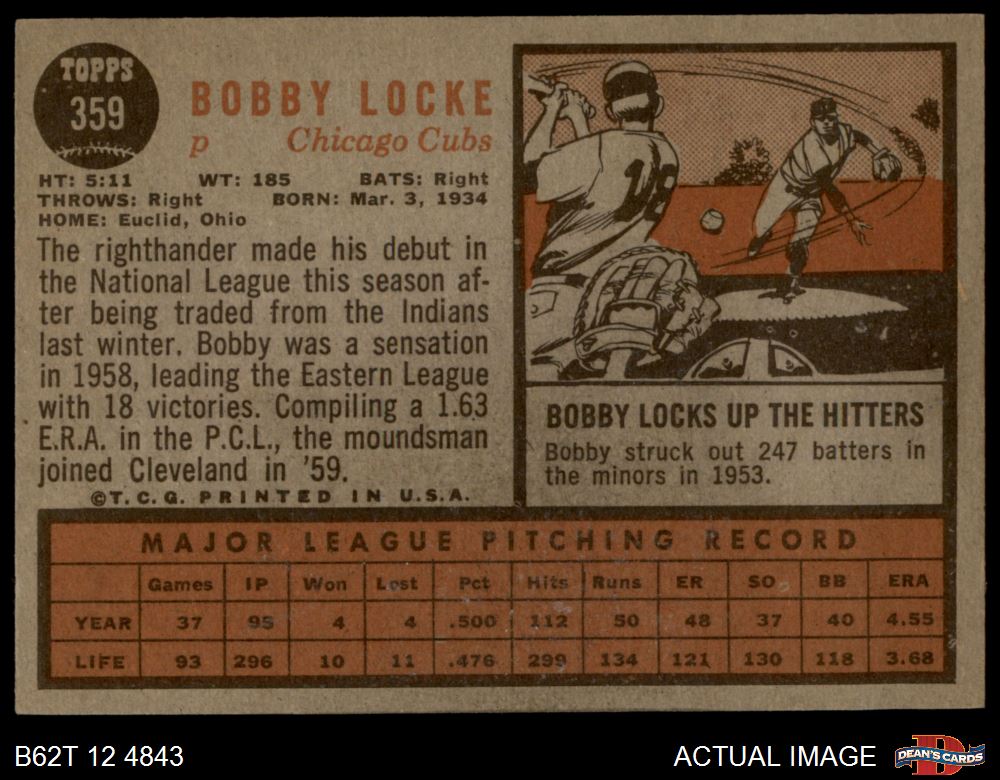 TOPPS
359
BOBBY LOCKE
p Chicago Cubs
HT: 5:11 WT: 185 BATS: Right
THROWS: Right BORN: Mar. 3, 1934
HOME: Euclid, Ohio
The righthander made his debut in
the National League this season af-
ter being traded from the Indians
last winter. Bobby was a sensation
in 1958, leading the Eastern League
with 18 victories. Compiling a 1.63
E.R.A. in the P.C.L., the moundsman
joined Cleveland in '59.
©T.C.G. PRINTED IN U.S.A.
18
BOBBY LOCKS UP THE HITTERS
Bobby struck out 247 batters in
the minors in 1953.
MAJOR LEAGUE PITCHING RECORD
Games IP Won Lost Pct Hits Runs ER SO BB ERA
YEAR 37 95 4 4 .500 112 50 48 37 40 4.55
LIFE 93 296 10 11 .476 299 134 121 130 118 3.68
B62T 12 4843
ACTUAL IMAGE
D
DEAN'S CARDS